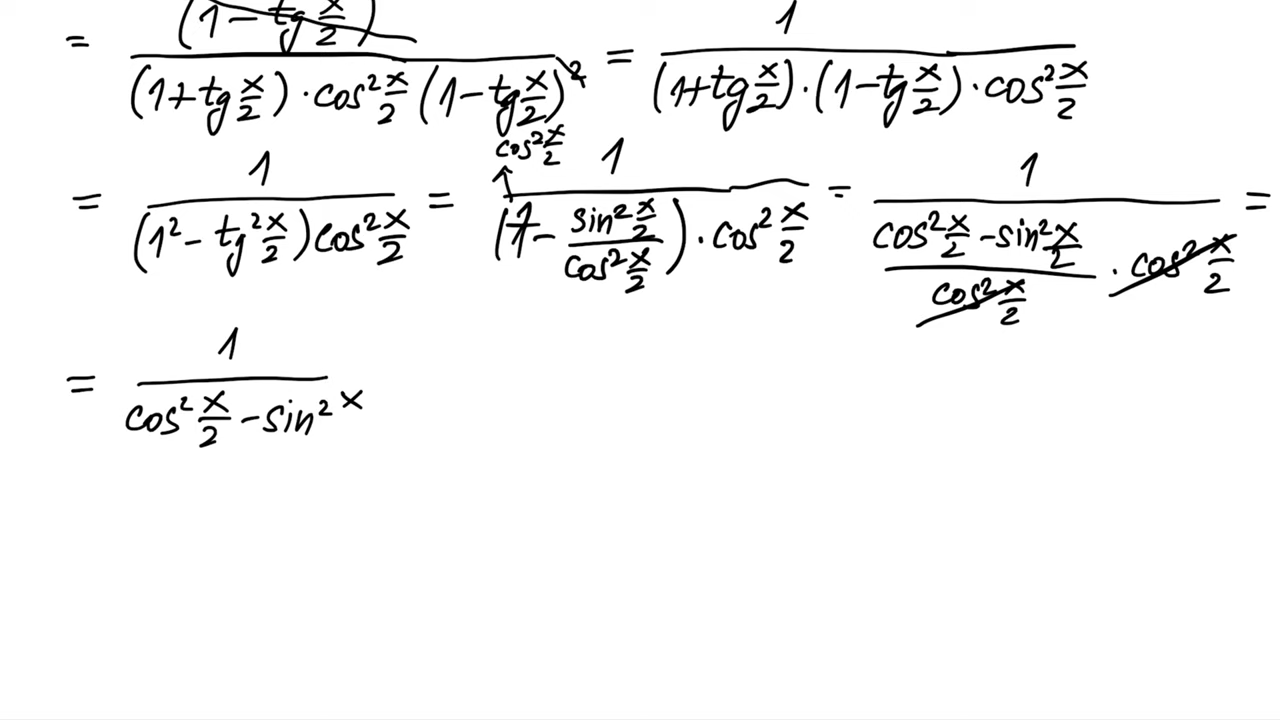 = (1 - tg x/2) / ((1 + tg x/2) · cos² x/2 (1 - tg x/2)²) = 1 / ((1 + tg x/2) · (1 - tg x/2) · cos² x/2)
= 1 / ((1² - tg² x/2) cos² x/2) = 1 / ((1 - sin² x/2 / cos² x/2) · cos² x/2) = 1 / ((cos² x/2 - sin² x/2) / cos² x/2 · cos² x/2) =
cos² x/2
= 1 / (cos² x/2 - sin² x